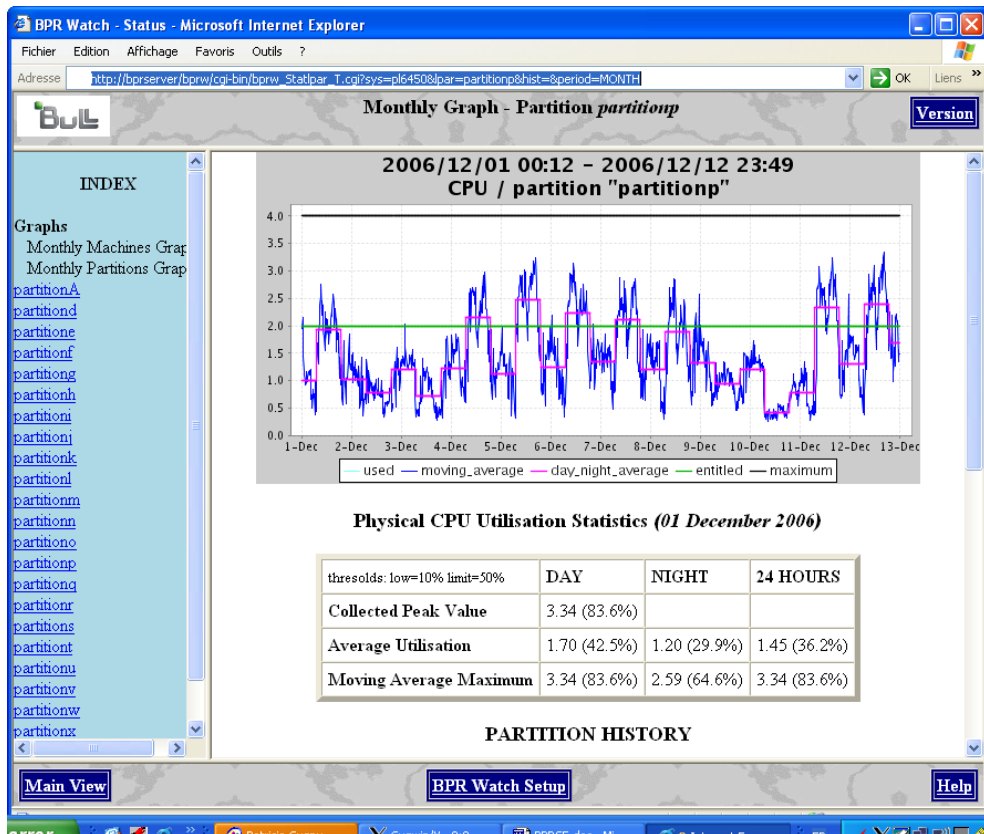 BPR Watch - Status - Microsoft Internet Explorer
Fichier Edition Affichage Favoris Outils ?
Adresse http://bprserver/bprw/cgi-bin/bprw_Statlpar_T.cgi?sys=pl6450&lpar=partitionp&hist=&period=MONTH OK Liens »
Bull
Monthly Graph - Partition partitionp
Version
INDEX
Graphs
Monthly Machines Grap
Monthly Partitions Grap
partitionA
partitiond
partitione
partitionf
partitiong
partitionh
partitioni
partitionj
partitionk
partitionl
partitionm
partitionn
partitiono
partitionp
partitionq
partitionr
partitions
partitiont
partitionu
partitionv
partitionw
partitionx
2006/12/01 00:12 - 2006/12/12 23:49
CPU / partition "partitionp"
4.0
3.5
3.0
2.5
2.0
1.5
1.0
0.5
0.0
1-Dec 2-Dec 3-Dec 4-Dec 5-Dec 6-Dec 7-Dec 8-Dec 9-Dec 10-Dec 11-Dec 12-Dec 13-Dec
used moving_average day_night_average entitled maximum
Physical CPU Utilisation Statistics (01 December 2006)
thresolds: low=10% limit=50% DAY NIGHT 24 HOURS
Collected Peak Value 3.34 (83.6%)
Average Utilisation 1.70 (42.5%) 1.20 (29.9%) 1.45 (36.2%)
Moving Average Maximum 3.34 (83.6%) 2.59 (64.6%) 3.34 (83.6%)
PARTITION HISTORY
Main View
BPR Watch Setup
Help